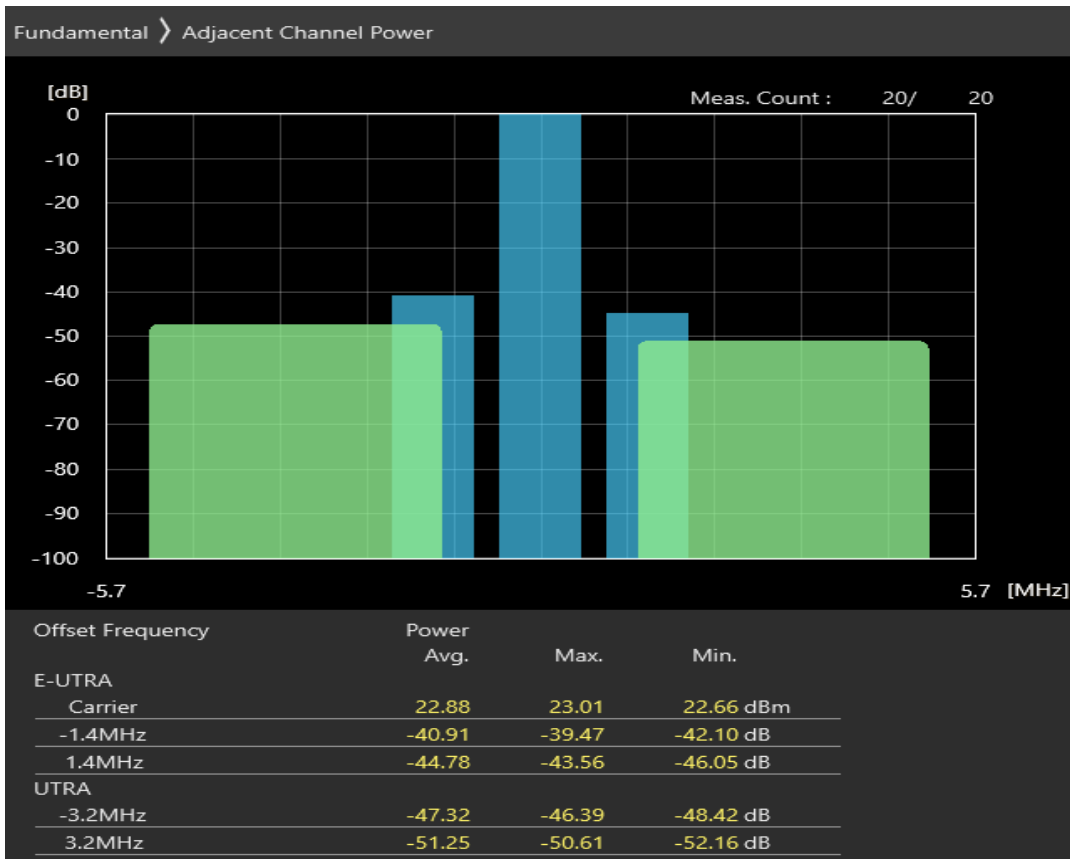 Fundamental 〉 Adjacent Channel Power
[dB]
Meas. Count : 20/ 20
0
-10
-20
-30
-40
-50
-60
-70
-80
-90
-100
-5.7 5.7 [MHz]
Offset Frequency Power
Avg. Max. Min.
E-UTRA
Carrier 22.88 23.01 22.66 dBm
-1.4MHz -40.91 -39.47 -42.10 dB
1.4MHz -44.78 -43.56 -46.05 dB
UTRA
-3.2MHz -47.32 -46.39 -48.42 dB
3.2MHz -51.25 -50.61 -52.16 dB